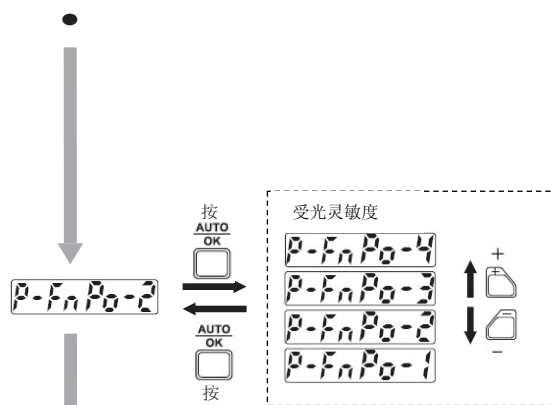 按
AUTO
OK
受光灵敏度
P-FnPo-4
+
P-FnPo-3
P-FnPo-2
P-FnPo-2
AUTO
OK
P-FnPo-1
−
按